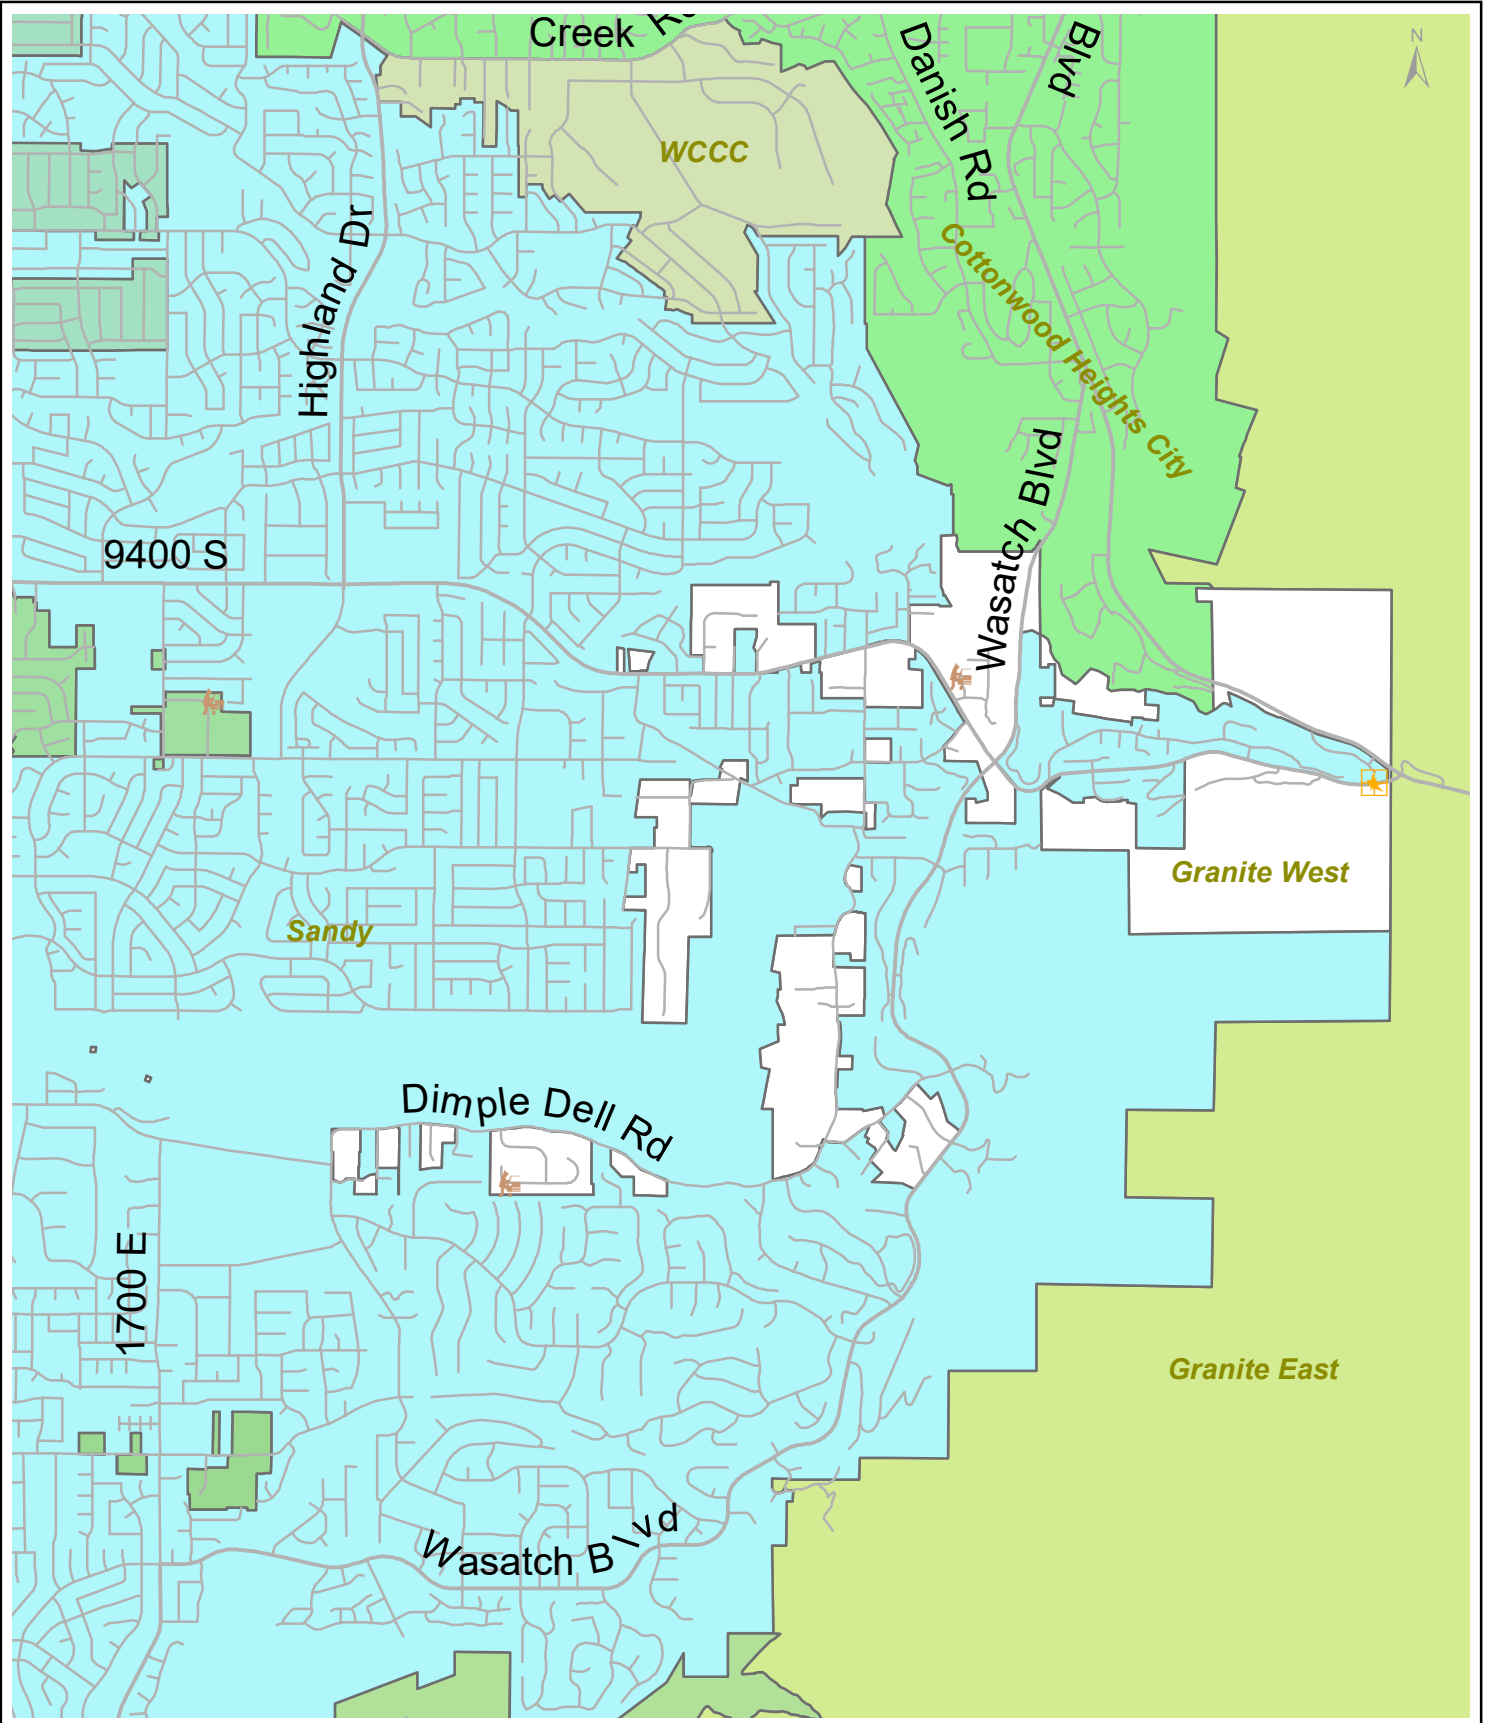 Creek
Danish Rd
Blvd
N
WCCC
Highland Dr
Cottonwood Heights City
Wasatch Blvd
9400 S
Granite West
Sandy
Dimple Dell Rd
1700 E
Granite East
Wasatch Blvd